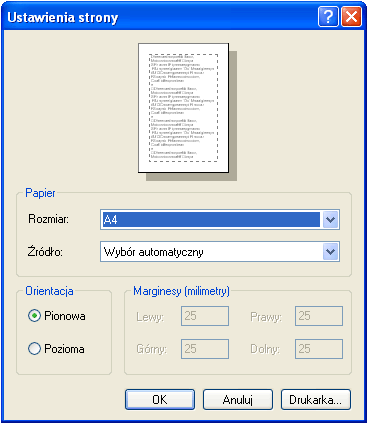 Ustawienia strony
Papier
Rozmiar: A4
Źródło: Wybór automatyczny
Orientacja
Pionowa
Pozioma
Marginesy (milimetry)
Lewy: 25 Prawy: 25
Górny: 25 Dolny: 25
OK Anuluj Drukarka...